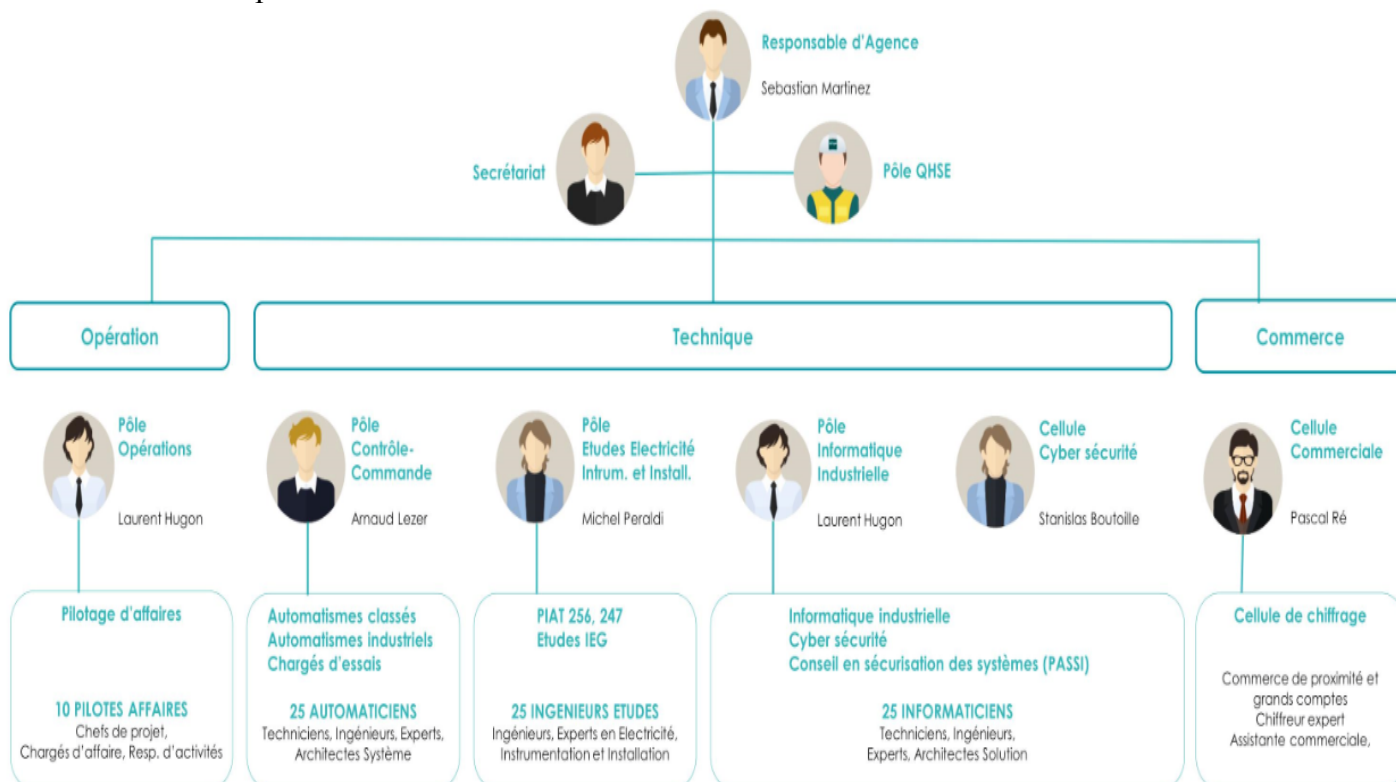 Responsable d'Agence
Sebastian Martinez
Secrétariat
Pôle QHSE
Opération
Technique
Commerce
Pôle
Opérations
Laurent Hugon
Pôle
Contrôle-
Commande
Arnaud Lezer
Pôle
Etudes Electricité
Intrum. et Install.
Michel Peraldi
Pôle
Informatique
Industrielle
Laurent Hugon
Cellule
Cyber sécurité
Stanislas Boutoille
Cellule
Commerciale
Pascal Ré
Pilotage d'affaires
10 PILOTES AFFAIRES
Chefs de projet,
Chargés d'affaire, Resp. d'activités
Automatismes classés
Automatismes industriels
Chargés d'essais
25 AUTOMATICIENS
Techniciens, Ingénieurs, Experts,
Architectes Système
PIAT 256, 247
Etudes IEG
25 INGENIEURS ETUDES
Ingénieurs, Experts en Electricité,
Instrumentation et Installation
Informatique industrielle
Cyber sécurité
Conseil en sécurisation des systèmes (PASSI)
25 INFORMATICIENS
Techniciens, Ingénieurs,
Experts, Architectes Solution
Cellule de chiffrage
Commerce de proximité et
grands comptes
Chiffreur expert
Assistante commerciale,